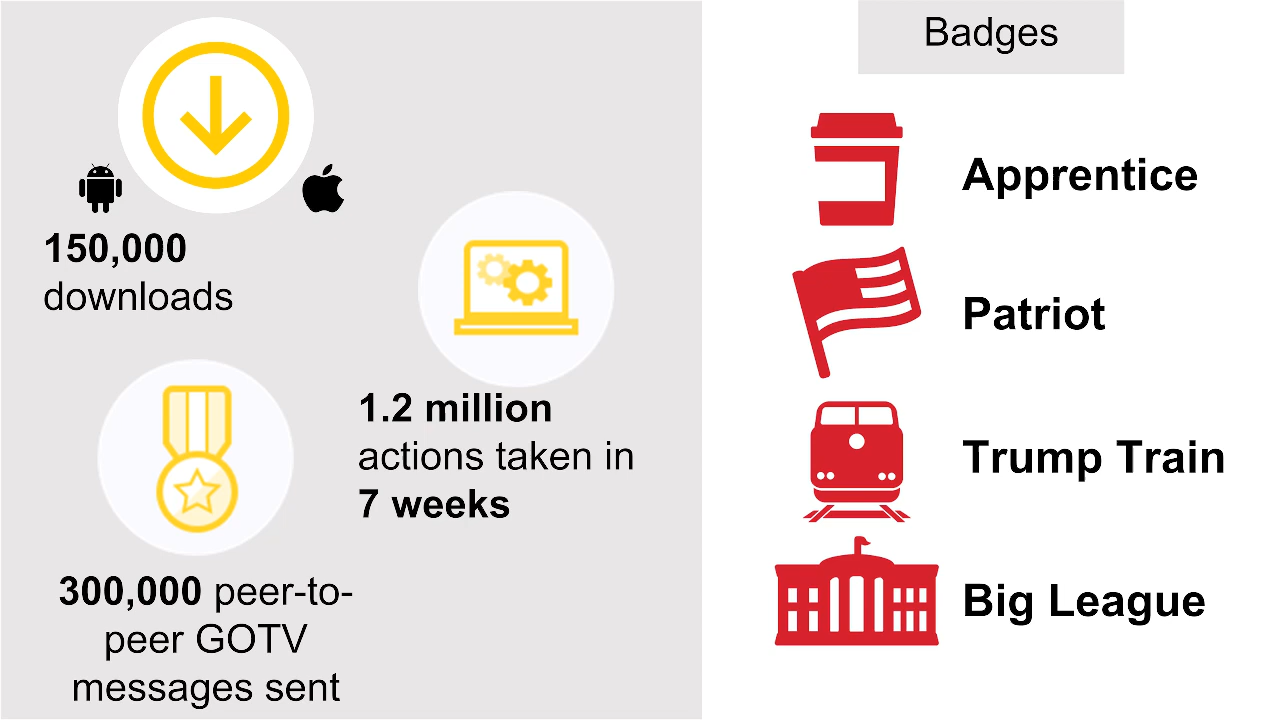 150,000
downloads
1.2 million
actions taken in
7 weeks
300,000 peer-to-
peer GOTV
messages sent
Badges
Apprentice
Patriot
Trump Train
Big League